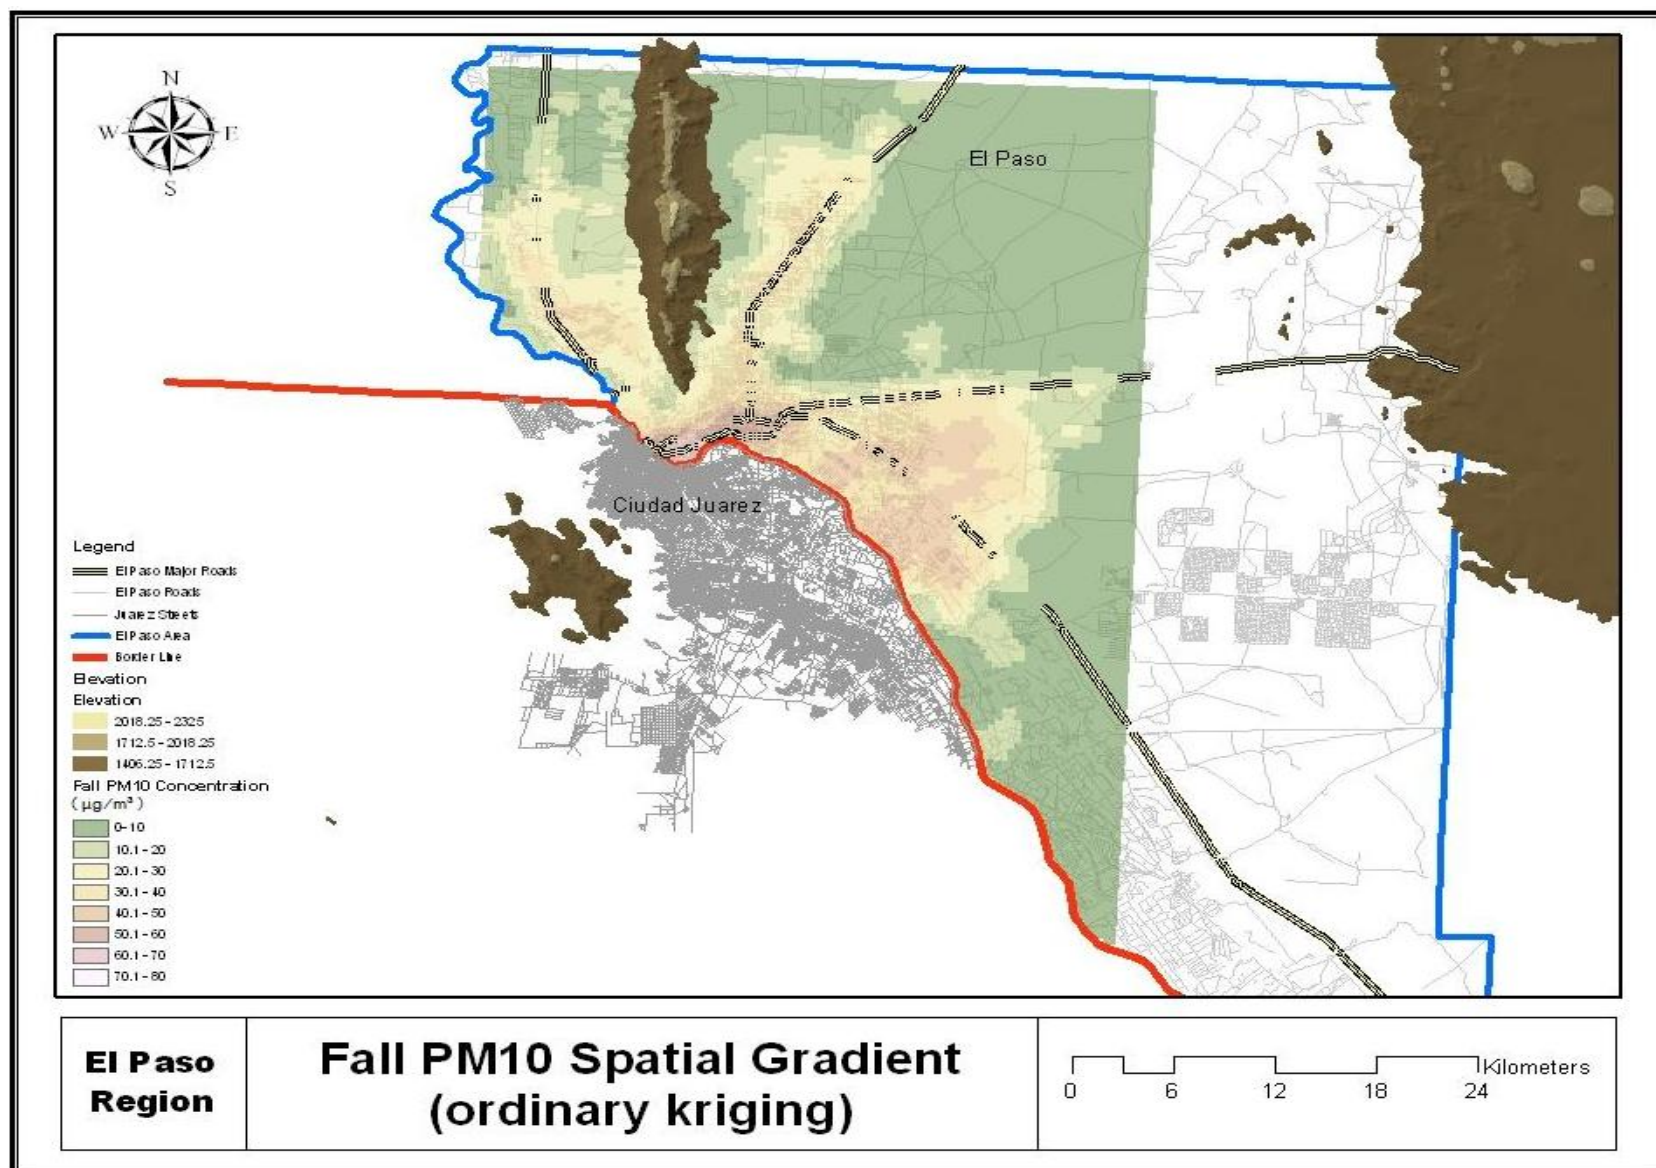 N
W E
S
El Paso
Ciudad Juarez
Legend
El Paso Major Roads
El Paso Roads
Juarez Streets
El Paso Area
Border Line
Elevation
Elevation
2018.25 - 2325
1712.5 - 2018.25
1406.25 - 1712.5
Fall PM10 Concentration
(µg/m³)
0-10
10.1 - 20
20.1 - 30
30.1 - 40
40.1 - 50
50.1 - 60
60.1 - 70
70.1 - 80
El Paso
Region
Fall PM10 Spatial Gradient
(ordinary kriging)
Kilometers
0 6 12 18 24